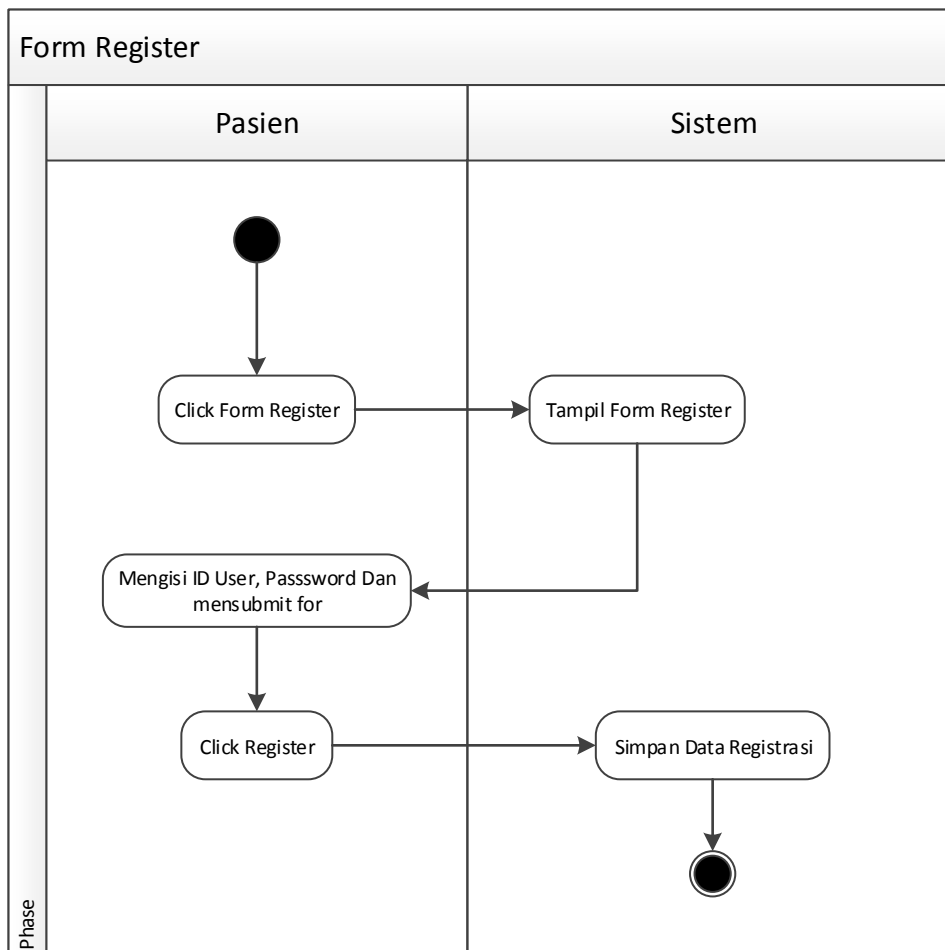 Form Register
Pasien
Sistem
Click Form Register
Tampil Form Register
Mengisi ID User, Passsword Dan
mensubmit for
Click Register
Simpan Data Registrasi
Phase